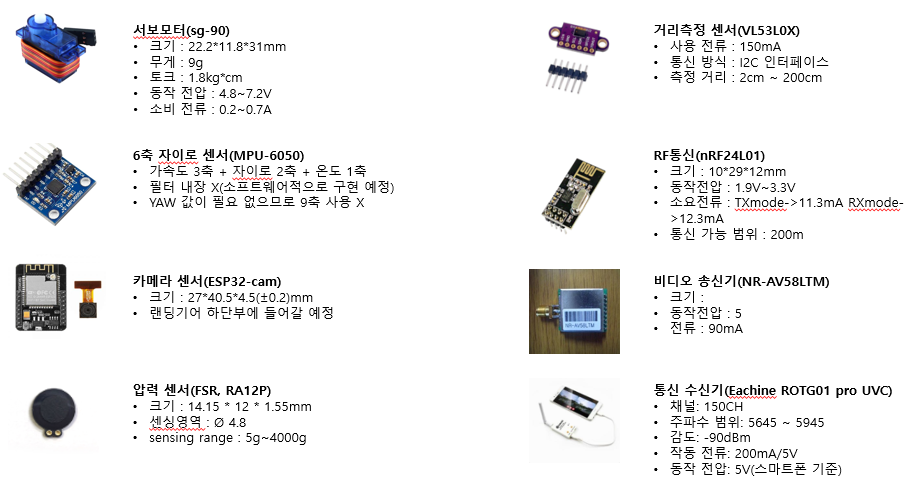 서보모터(sg-90)
• 크기 : 22.2*11.8*31mm
• 무게 : 9g
• 토크 : 1.8kg*cm
• 동작 전압 : 4.8~7.2V
• 소비 전류 : 0.2~0.7A
6축 자이로 센서(MPU-6050)
• 가속도 3축 + 자이로 2축 + 온도 1축
• 필터 내장 X(소프트웨어적으로 구현 예정)
• YAW 값이 필요 없으므로 9축 사용 X
카메라 센서(ESP32-cam)
• 크기 : 27*40.5*4.5(±0.2)mm
• 랜딩기어 하단부에 들어갈 예정
압력 센서(FSR, RA12P)
• 크기 : 14.15 * 12 * 1.55mm
• 센싱영역 : Ø 4.8
• sensing range : 5g~4000g
거리측정 센서(VL53L0X)
• 사용 전류 : 150mA
• 통신 방식 : I2C 인터페이스
• 측정 거리 : 2cm ~ 200cm
RF통신(nRF24L01)
• 크기 : 10*29*12mm
• 동작전압 : 1.9V~3.3V
• 소요전류 : TXmode->11.3mA RXmode-
>12.3mA
• 통신 가능 범위 : 200m
비디오 송신기(NR-AV58LTM)
• 크기 :
• 동작전압 : 5
• 전류 : 90mA
NR-AV58LTM
통신 수신기(Eachine ROTG01 pro UVC)
• 채널: 150CH
• 주파수 범위: 5645 ~ 5945
• 감도: -90dBm
• 작동 전류: 200mA/5V
• 동작 전압: 5V(스마트폰 기준)